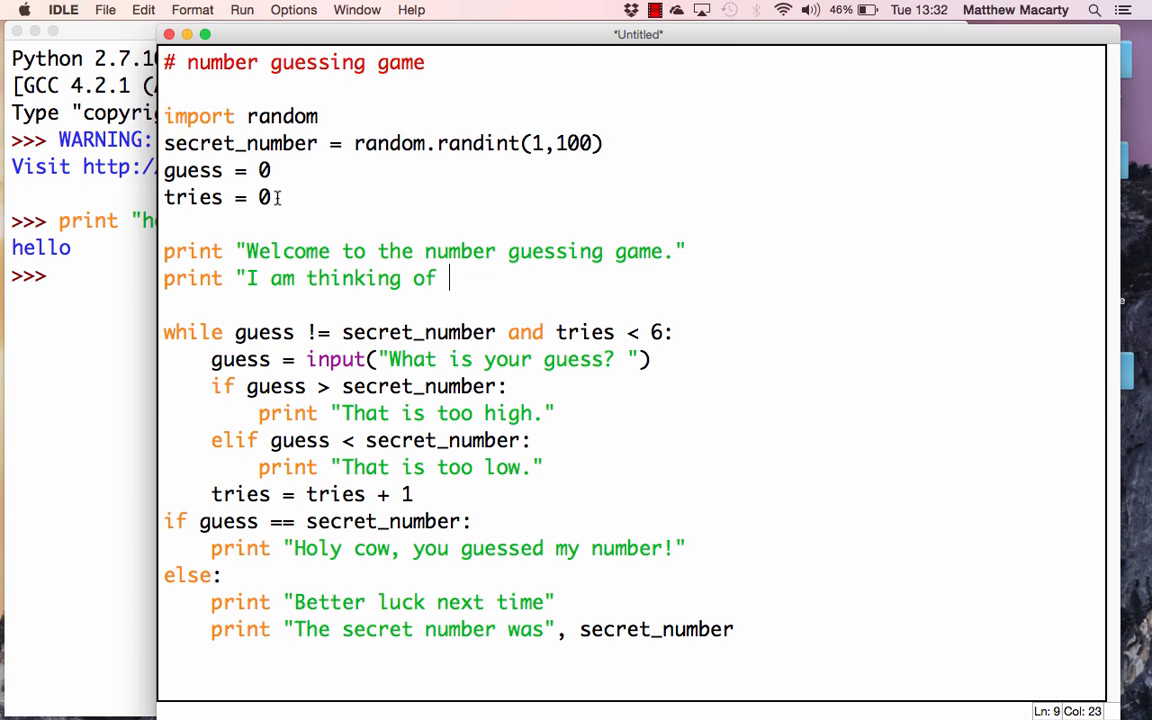 IDLE File Edit Format Run Options Window Help 46% Tue 13:32 Matthew Macarty
*Untitled*
Python 2.7.10
[GCC 4.2.1 (
Type "copyri
>>> WARNING:
Visit http:/
>>> print "he
hello
>>>
# number guessing game
import random
secret_number = random.randint(1,100)
guess = 0
tries = 0
print "Welcome to the number guessing game."
print "I am thinking of
while guess != secret_number and tries < 6:
    guess = input("What is your guess? ")
    if guess > secret_number:
        print "That is too high."
    elif guess < secret_number:
        print "That is too low."
    tries = tries + 1
if guess == secret_number:
    print "Holy cow, you guessed my number!"
else:
    print "Better luck next time"
    print "The secret number was", secret_number
Ln: 9 Col: 23